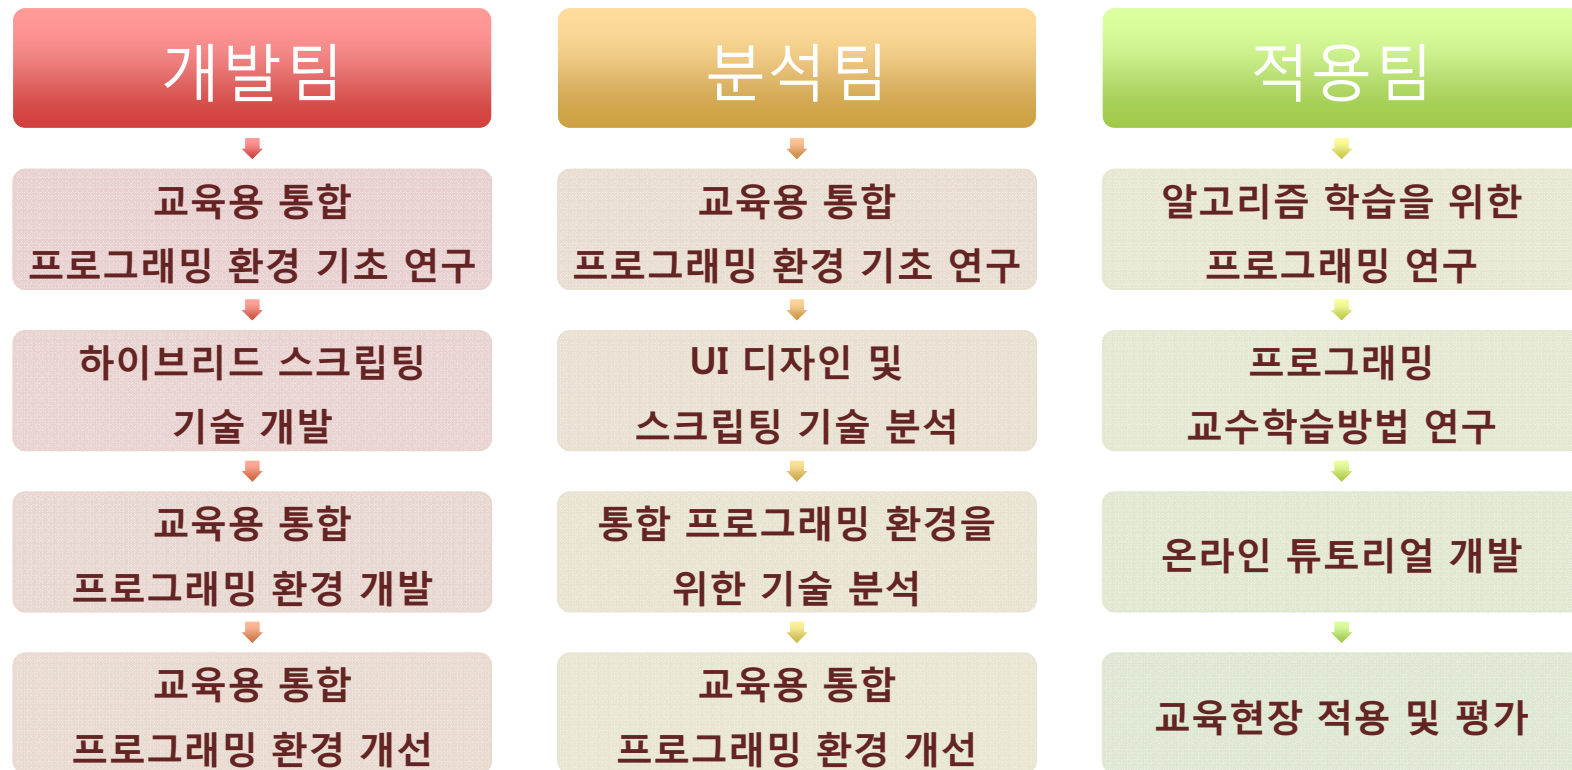 개발팀
교육용 통합
프로그래밍 환경 기초 연구
하이브리드 스크립팅
기술 개발
교육용 통합
프로그래밍 환경 개발
교육용 통합
프로그래밍 환경 개선
분석팀
교육용 통합
프로그래밍 환경 기초 연구
UI 디자인 및
스크립팅 기술 분석
통합 프로그래밍 환경을
위한 기술 분석
교육용 통합
프로그래밍 환경 개선
적용팀
알고리즘 학습을 위한
프로그래밍 연구
프로그래밍
교수학습방법 연구
온라인 튜토리얼 개발
교육현장 적용 및 평가